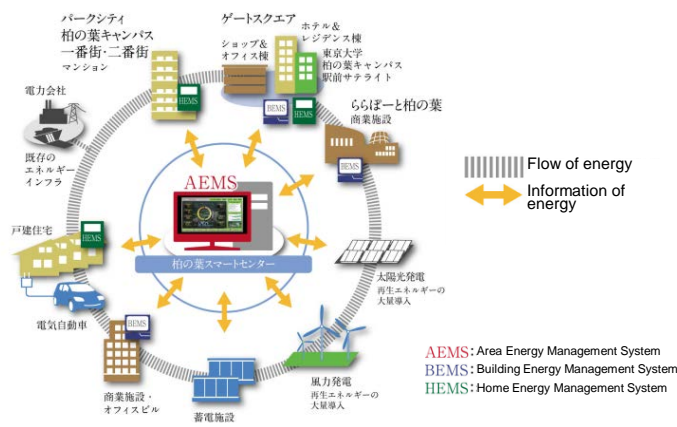 パークシティ
柏の葉キャンパス
一番街・二番街
マンション
HEMS
ゲートスクエア
ショップ&
オフィス棟
ホテル&
レジデンス棟
東京大学
柏の葉キャンパス
駅前サテライト
BEMS
HEMS
ららぽーと柏の葉
商業施設
BEMS
電力会社
既存の
エネルギー
インフラ
AEMS
柏の葉スマートセンター
戸建住宅
HEMS
電気自動車
BEMS
商業施設・
オフィスビル
蓄電施設
風力発電
再生エネルギーの
大量導入
太陽光発電
再生エネルギーの
大量導入
Flow of energy
Information of
energy
AEMS:Area Energy Management System
BEMS:Building Energy Management System
HEMS:Home Energy Management System